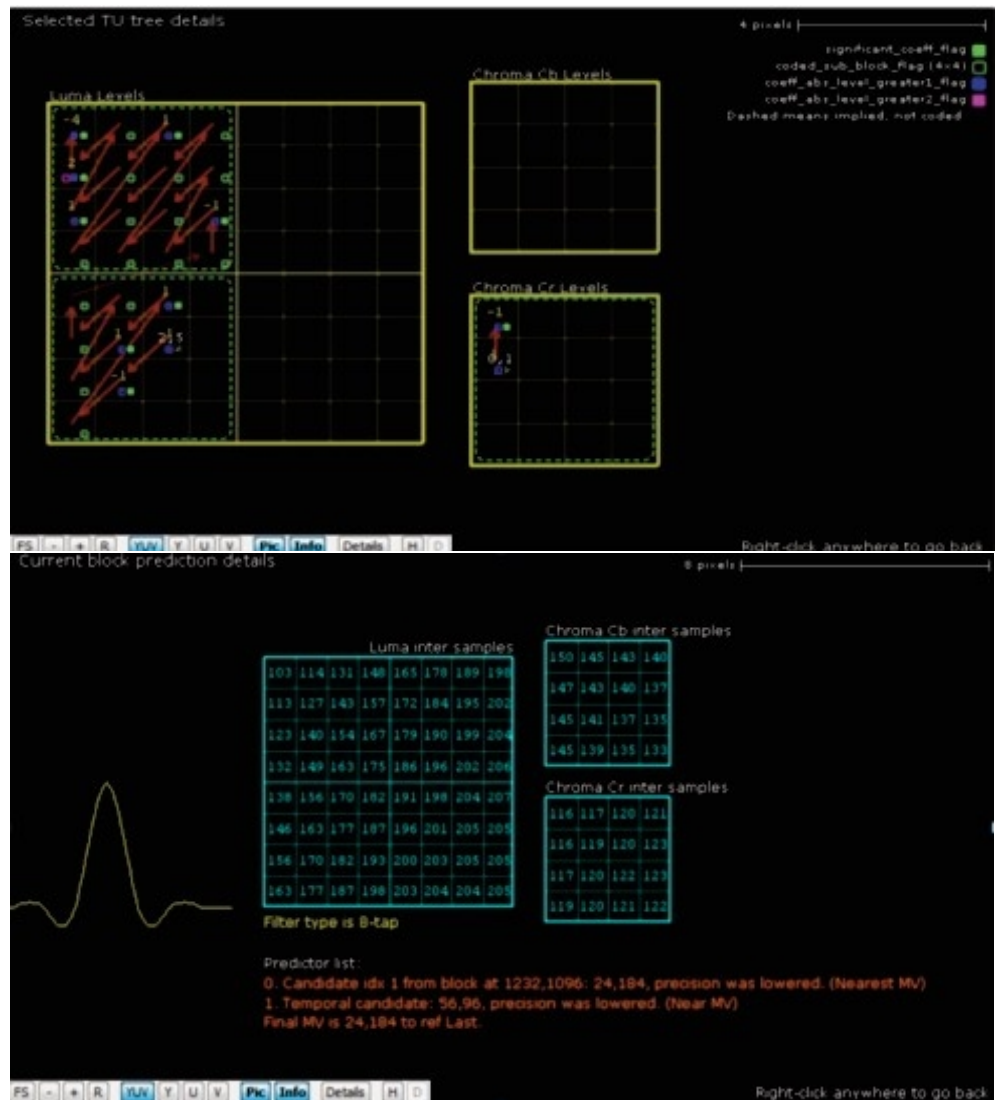 Selected TU tree details
4 pixels
significant_coeff_flag
coded_sub_block_flag (4×4)
coeff_abs_level_greater1_flag
coeff_abs_level_greater2_flag
Dashed means implied, not coded
Luma Levels
-4 1
2
3 -1
1
1
-1
Chroma Cb Levels
Chroma Cr Levels
-1
0,1
FS - + R YUV Y U V Pic Info Details H D
Right-click anywhere to go back
Current block prediction details
8 pixels
Luma inter samples
103 114 131 148 165 178 189 198
113 127 143 157 172 184 195 202
123 140 154 167 179 190 199 204
132 149 163 175 186 196 202 206
138 156 170 182 191 198 204 207
146 163 177 187 196 201 205 205
156 170 182 193 200 203 205 205
163 177 187 198 203 204 204 205
Chroma Cb inter samples
150 145 143 140
147 143 140 137
145 141 137 135
145 139 135 133
Chroma Cr inter samples
116 117 120 121
116 119 120 123
117 120 122 123
119 120 121 122
Filter type is 8-tap
Predictor list:
0. Candidate idx 1 from block at 1232,1096: 24,184, precision was lowered. (Nearest MV)
1. Temporal candidate: 56,96, precision was lowered. (Near MV)
Final MV is 24,184 to ref Last.
FS - + R YUV Y U V Pic Info Details H D
Right-click anywhere to go back